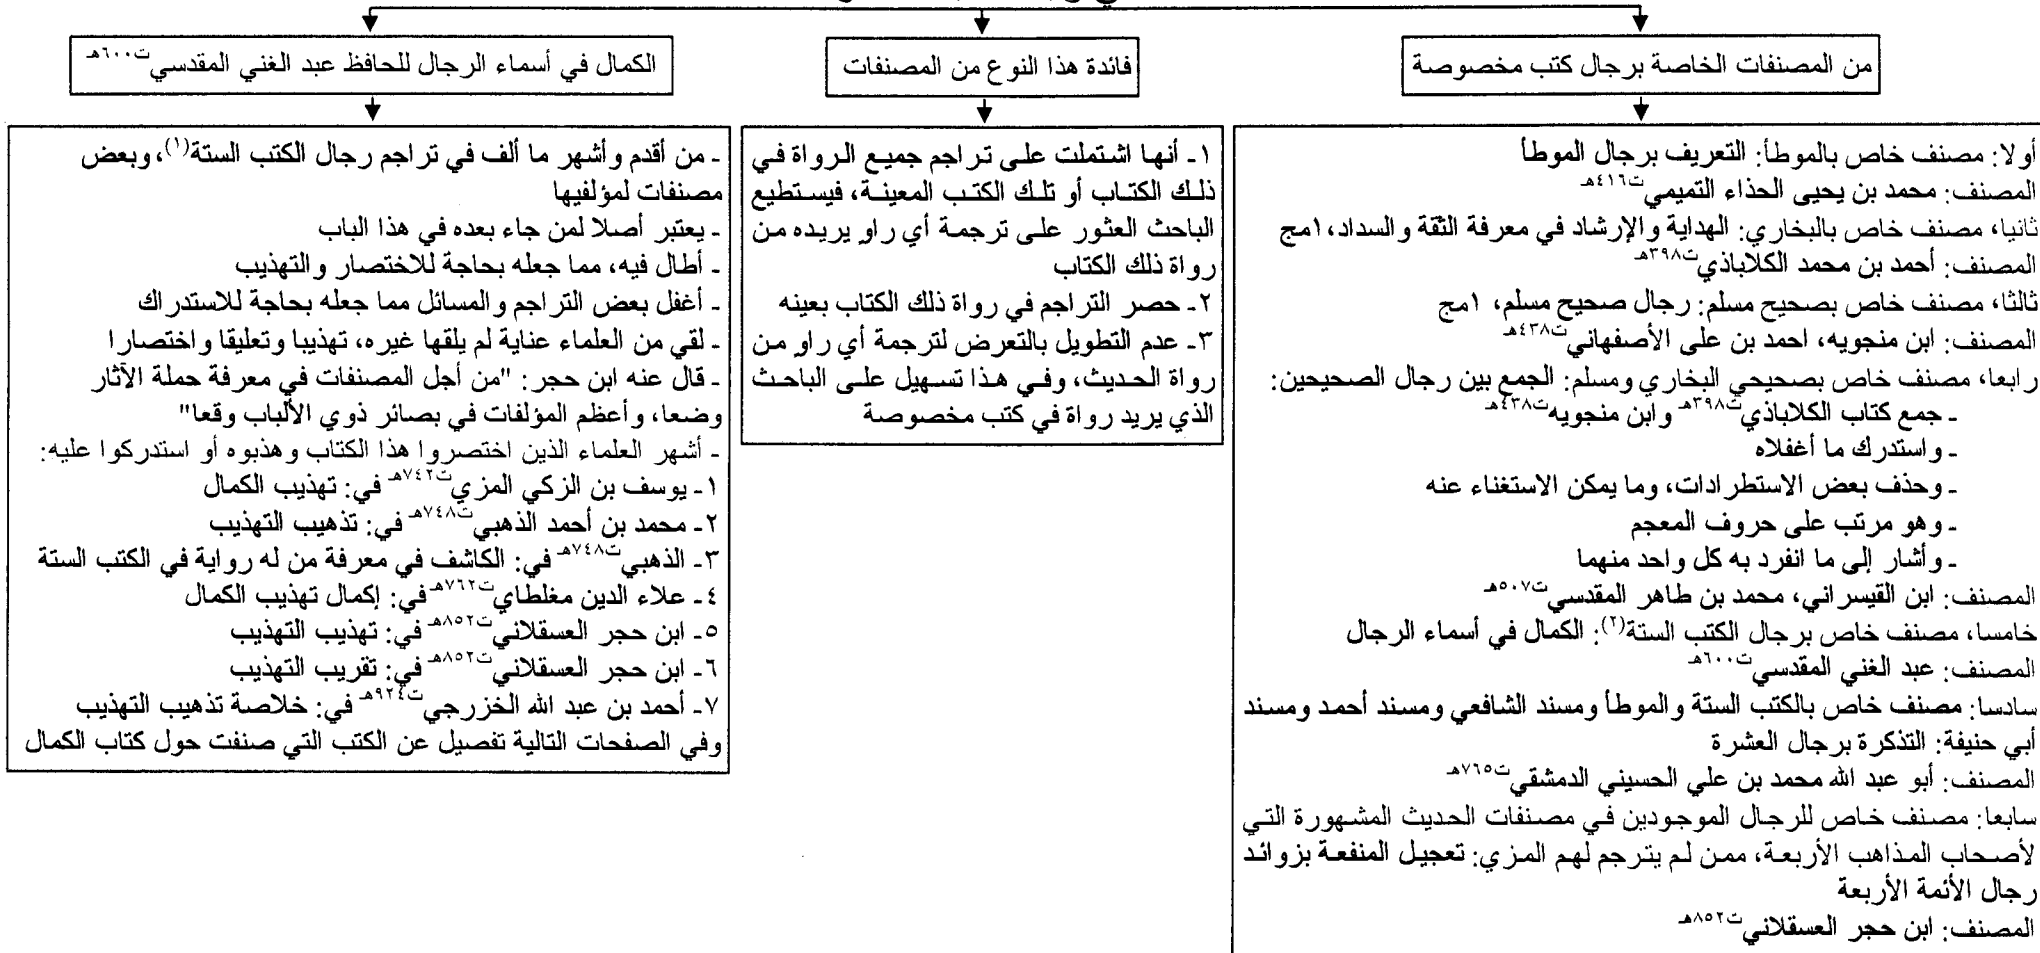 من المصنفات الخاصة برجال كتب مخصوصة
أولا: مصنف خاص بالموطأ: التعريف برجال الموطأ
المصنف: محمد بن يحيى الحذاء التميمي ت٤١٦هـ
ثانيا، مصنف خاص بالبخاري: الهداية والإرشاد في معرفة الثقة والسداد، ١مج
المصنف: أحمد بن محمد الكلاباذي ت٣٩٨هـ
ثالثا، مصنف خاص بصحيح مسلم: رجال صحيح مسلم، ١مج
المصنف: ابن منجويه، احمد بن علي الأصفهاني ت٤٣٨هـ
رابعا، مصنف خاص بصحيحي البخاري ومسلم: الجمع بين رجال الصحيحين:
- جمع كتاب الكلاباذي ت٣٩٨هـ وابن منجويه ت٤٣٨هـ
- واستدرك ما أغفلاه
- وحذف بعض الاستطرادات، وما يمكن الاستغناء عنه
- وهو مرتب على حروف المعجم
- وأشار إلى ما انفرد به كل واحد منهما
المصنف: ابن القيسراني، محمد بن طاهر المقدسي ت٥٠٧هـ
خامسا، مصنف خاص برجال الكتب الستة(٢): الكمال في أسماء الرجال
المصنف: عبد الغني المقدسي ت٦٠٠هـ
سادسا: مصنف خاص بالكتب الستة والموطأ ومسند الشافعي ومسند أحمد ومسند
أبي حنيفة: التذكرة برجال العشرة
المصنف: أبو عبد الله محمد بن علي الحسيني الدمشقي ت٧٦٥هـ
سابعا: مصنف خاص للرجال الموجودين في مصنفات الحديث المشهورة التي
لأصحاب المذاهب الأربعة، ممن لم يترجم لهم المزي: تعجيل المنفعة بزوائد
رجال الأئمة الأربعة
المصنف: ابن حجر العسقلاني ت٨٥٢هـ
فائدة هذا النوع من المصنفات
١- أنها اشتملت على تراجم جميع الرواة في
ذلك الكتاب أو تلك الكتب المعينة، فيستطيع
الباحث العثور على ترجمة أي راو يريده من
رواة ذلك الكتاب
٢- حصر التراجم في رواة ذلك الكتاب بعينه
٣- عدم التطويل بالتعرض لترجمة أي راو من
رواة الحديث، وفي هذا تسهيل على الباحث
الذي يريد رواة في كتب مخصوصة
الكمال في أسماء الرجال للحافظ عبد الغني المقدسي ت٦٠٠هـ
- من أقدم وأشهر ما ألف في تراجم رجال الكتب الستة(١)، وبعض
مصنفات لمؤلفيها
- يعتبر أصلا لمن جاء بعده في هذا الباب
- أطال فيه، مما جعله بحاجة للاختصار والتهذيب
- أغفل بعض التراجم والمسائل مما جعله بحاجة للاستدراك
- لقي من العلماء عناية لم يلقها غيره، تهذيبا وتعليقا واختصارا
- قال عنه ابن حجر: "من أجل المصنفات في معرفة حملة الآثار
وضعا، وأعظم المؤلفات في بصائر ذوي الألباب وقعا"
- أشهر العلماء الذين اختصروا هذا الكتاب وهذبوه أو استدركوا عليه:
١- يوسف بن الزكي المزي ت٧٤٢هـ في: تهذيب الكمال
٢- محمد بن أحمد الذهبي ت٧٤٨هـ في: تذهيب التهذيب
٣- الذهبي ت٧٤٨هـ في: الكاشف في معرفة من له رواية في الكتب الستة
٤- علاء الدين مغلطاي ت٧٦٢هـ في: إكمال تهذيب الكمال
٥- ابن حجر العسقلاني ت٨٥٢هـ في: تهذيب التهذيب
٦- ابن حجر العسقلاني ت٨٥٢هـ في: تقريب التهذيب
٧- أحمد بن عبد الله الخزرجي ت٩٢٤هـ في: خلاصة تذهيب التهذيب
وفي الصفحات التالية تفصيل عن الكتب التي صنفت حول كتاب الكمال